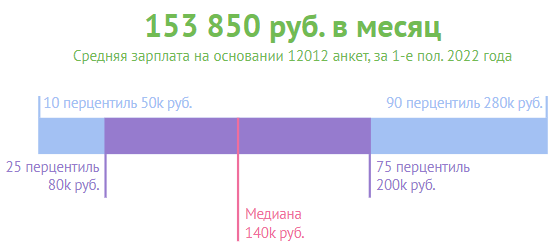 153 850 руб. в месяц
Средняя зарплата на основании 12012 анкет, за 1-е пол. 2022 года
10 перцентиль 50k руб.
90 перцентиль 280k руб.
25 перцентиль
80k руб.
75 перцентиль
200k руб.
Медиана
140k руб.